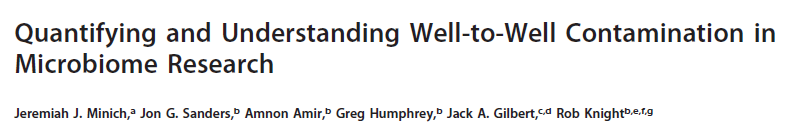 Quantifying and Understanding Well-to-Well Contamination in
Microbiome Research
Jeremiah J. Minich,a Jon G. Sanders,b Amnon Amir,b Greg Humphrey,b Jack A. Gilbert,c,d Rob Knightb,e,f,g